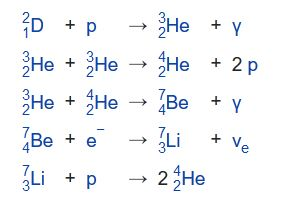 ²₁D + p → ³₂He + γ
³₂He + ³₂He → ⁴₂He + 2 p
³₂He + ⁴₂He → ⁷₄Be + γ
⁷₄Be + e⁻ → ⁷₃Li + νₑ
⁷₃Li + p → 2 ⁴₂He